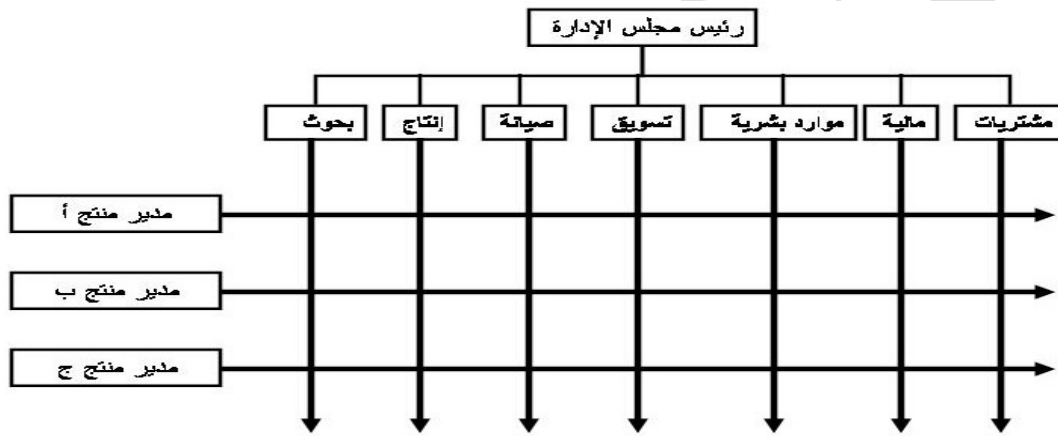 رئيس مجلس الإدارة
مشتريات
مالية
موارد بشرية
تسويق
صيانة
إنتاج
بحوث
مدير منتج أ
مدير منتج ب
مدير منتج ج